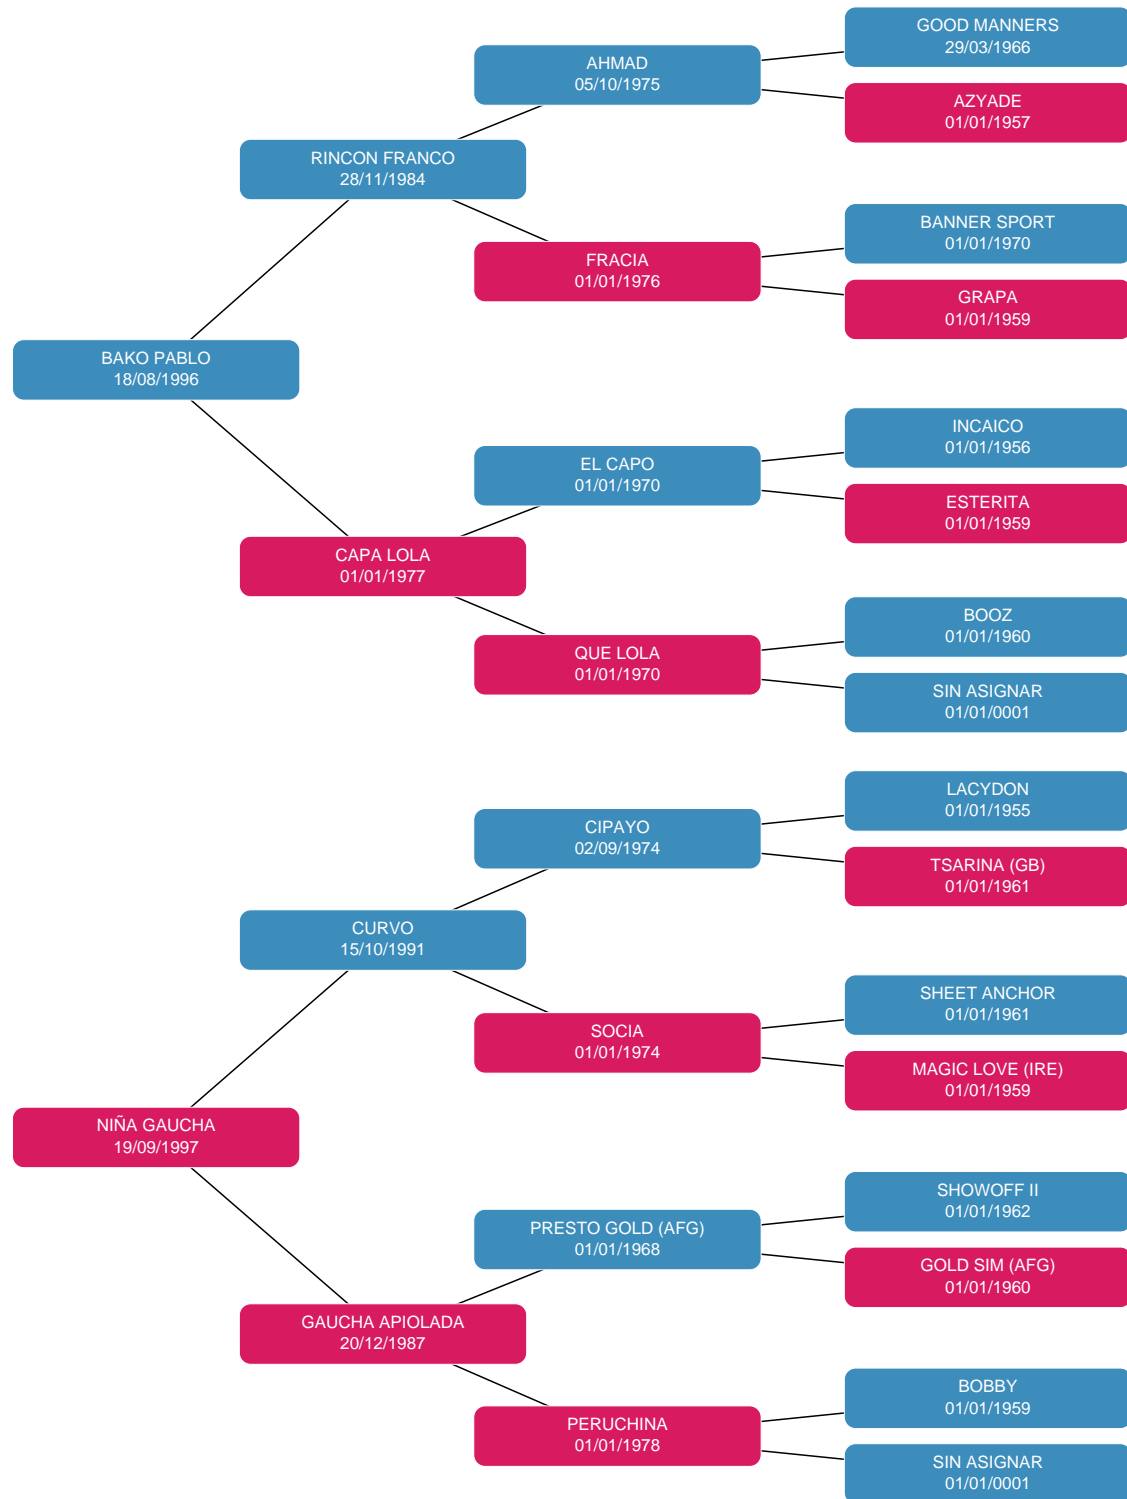 GOOD MANNERS
29/03/1966
AHMAD
05/10/1975
AZYADE
01/01/1957
RINCON FRANCO
28/11/1984
BANNER SPORT
01/01/1970
FRACIA
01/01/1976
GRAPA
01/01/1959
BAKO PABLO
18/08/1996
INCAICO
01/01/1956
EL CAPO
01/01/1970
ESTERITA
01/01/1959
CAPA LOLA
01/01/1977
BOOZ
01/01/1960
QUE LOLA
01/01/1970
SIN ASIGNAR
01/01/0001
LACYDON
01/01/1955
CIPAYO
02/09/1974
TSARINA (GB)
01/01/1961
CURVO
15/10/1991
SHEET ANCHOR
01/01/1961
SOCIA
01/01/1974
MAGIC LOVE (IRE)
01/01/1959
NIÑA GAUCHA
19/09/1997
SHOWOFF II
01/01/1962
PRESTO GOLD (AFG)
01/01/1968
GOLD SIM (AFG)
01/01/1960
GAUCHA APIOLADA
20/12/1987
BOBBY
01/01/1959
PERUCHINA
01/01/1978
SIN ASIGNAR
01/01/0001